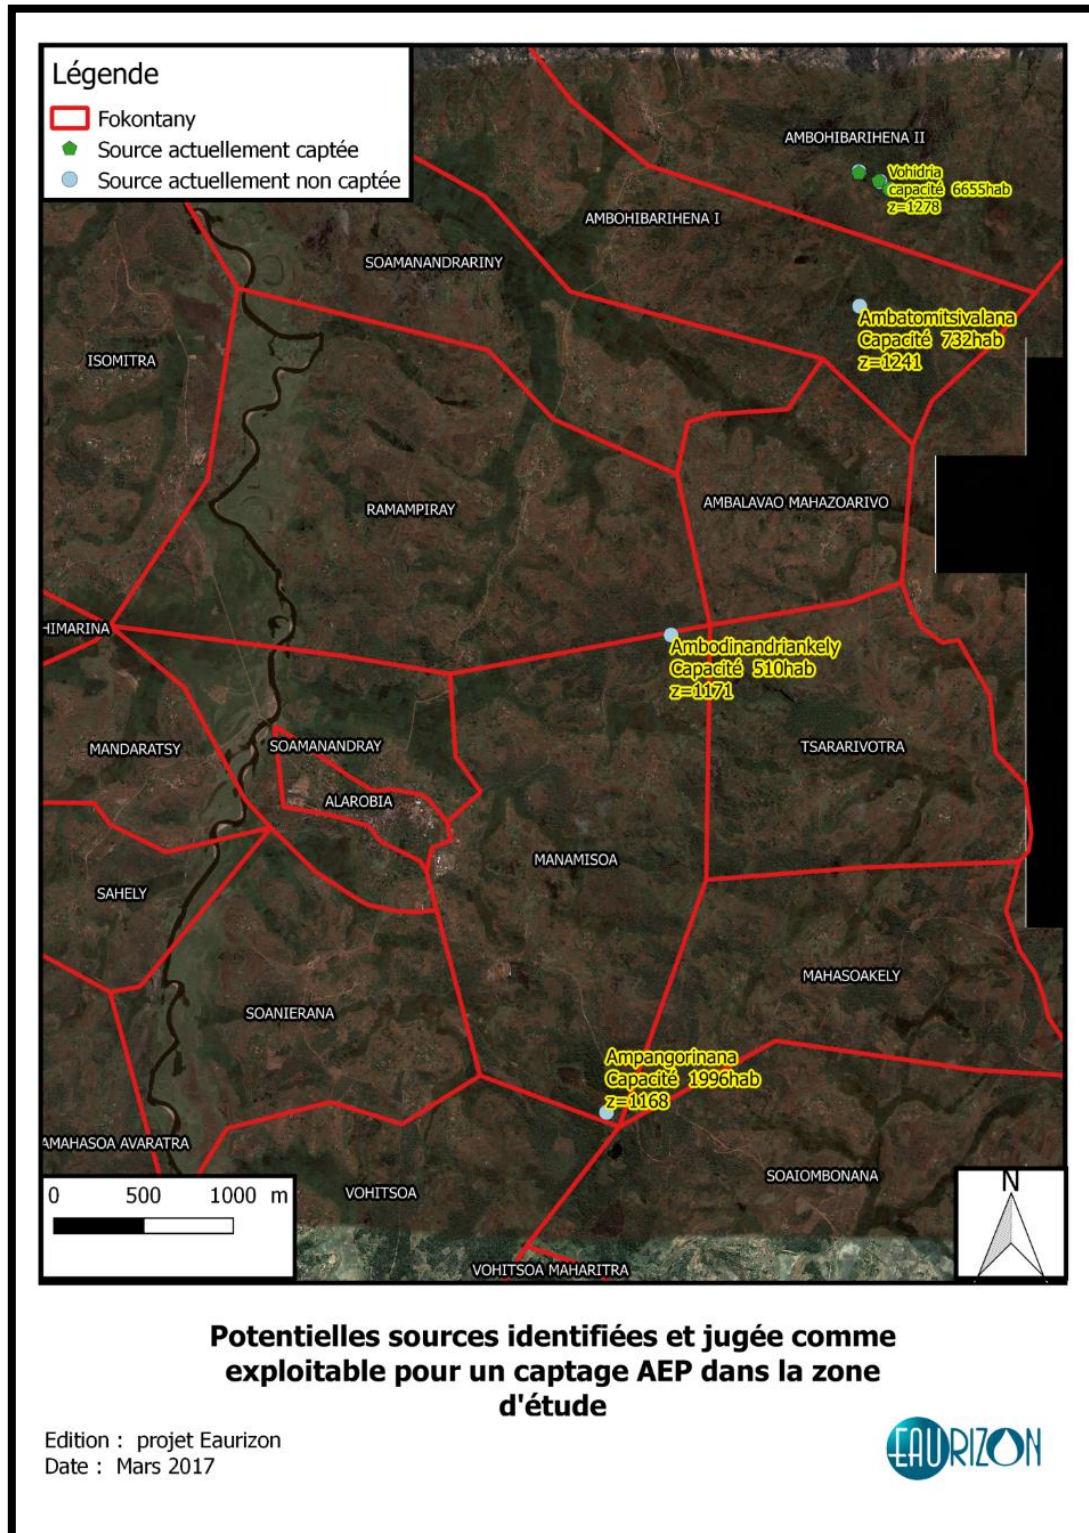 Légende
Fokontany
Source actuellement captée
Source actuellement non captée
AMBOHIBARIHENA II
Vohidria
capacité 6655hab
z=1278
AMBOHIBARIHENA I
SOAMANANDRARINY
Ambatomitsivalana
Capacité 732hab
z=1241
ISOMITRA
RAMAMPIRAY
AMBALAVAO MAHAZOARIVO
HIMARINA
Ambodinandriankely
Capacité 510hab
z=1171
MANDARATSY
SOAMANANDRAY
TSARARIVOTRA
ALAROBIA
MANAMISOA
SAHELY
MAHASOAKELY
SOANIERANA
Ampangorinana
Capacité 1996hab
z=1168
AMAHASOA AVARATRA
SOAIOMBONANA
VOHITSOA
N
0 500 1000 m
VOHITSOA MAHARITRA
Potentielles sources identifiées et jugée comme
exploitable pour un captage AEP dans la zone
d'étude
Edition : projet Eaurizon
Date : Mars 2017
EAURIZON